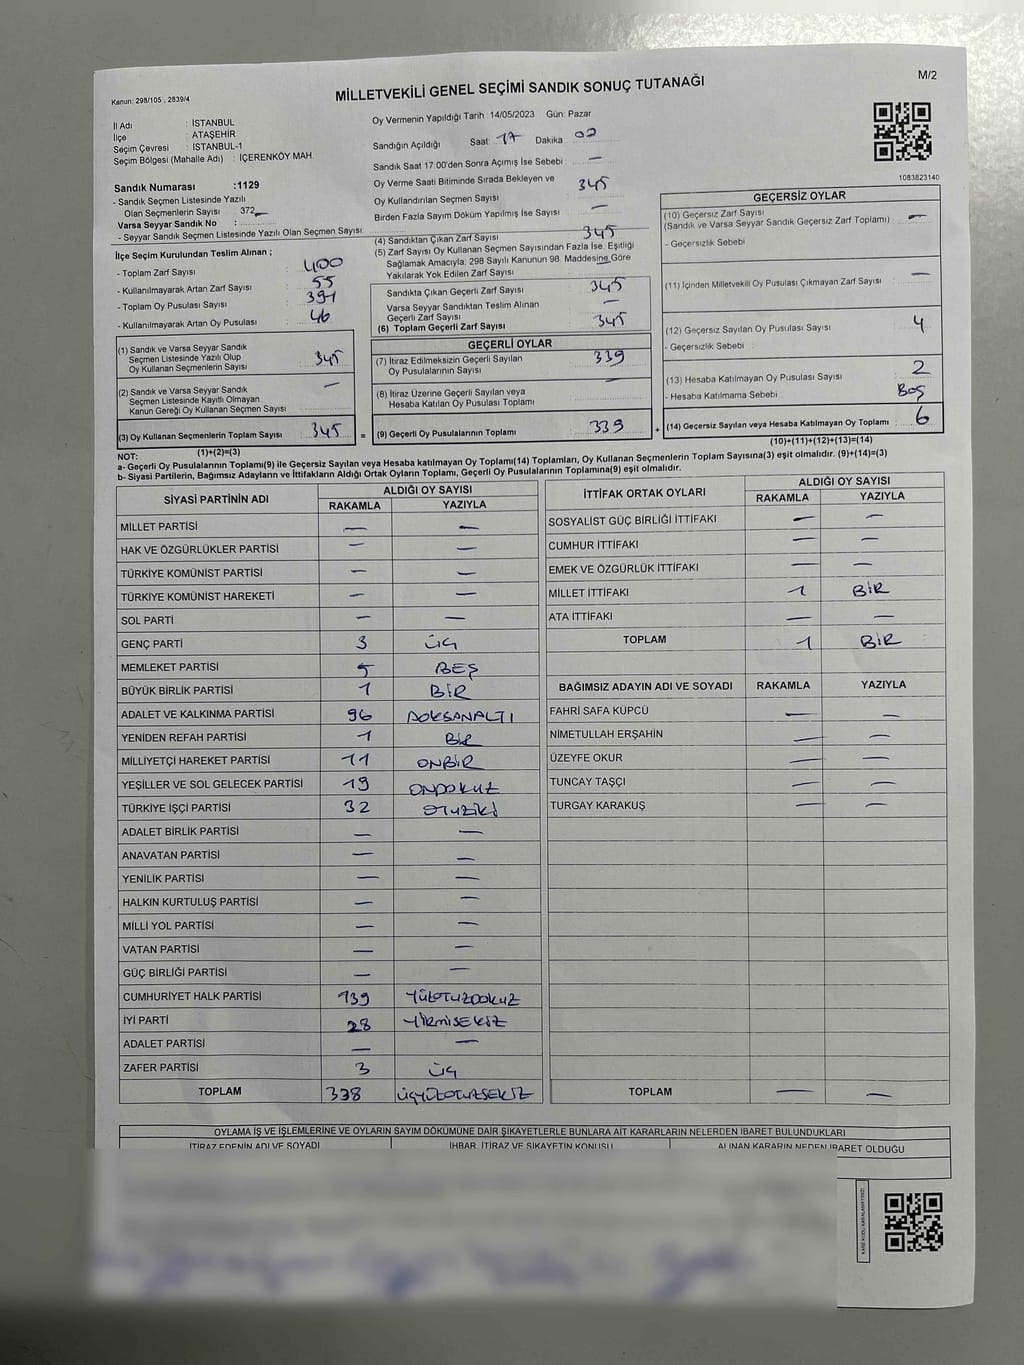 M/2
MİLLETVEKİLİ GENEL SEÇİMİ SANDIK SONUÇ TUTANAĞI
Kanun: 298/105 , 2839/4
İl Adı : İSTANBUL
İlçe : ATAŞEHİR
Seçim Çevresi : İSTANBUL-1
Seçim Bölgesi (Mahalle Adı) : İÇERENKÖY MAH.
Sandık Numarası :1129
- Sandık Seçmen Listesinde Yazılı
Olan Seçmenlerin Sayısı : 372
Varsa Seyyar Sandık No :
- Seyyar Sandık Seçmen Listesinde Yazılı Olan Seçmen Sayısı:
İlçe Seçim Kurulundan Teslim Alınan ;
- Toplam Zarf Sayısı : 400
- Kullanılmayarak Artan Zarf Sayısı : 55
- Toplam Oy Pusulası Sayısı : 391
- Kullanılmayarak Artan Oy Pusulası : 46
(1) Sandık ve Varsa Seyyar Sandık
Seçmen Listesinde Yazılı Olup
Oy Kullanan Seçmenlerin Sayısı : 345
(2) Sandık ve Varsa Seyyar Sandık
Seçmen Listesinde Kayıtlı Olmayan
Kanun Gereği Oy Kullanan Seçmen Sayısı : —
(3) Oy Kullanan Seçmenlerin Toplam Sayısı : 345
(1)+(2)=(3)
Oy Vermenin Yapıldığı Tarih : 14/05/2023 Gün: Pazar
Sandığın Açıldığı Saat : 17 Dakika : 02
Sandık Saat 17.00'den Sonra Açımış İse Sebebi : —
Oy Verme Saati Bitiminde Sırada Bekleyen ve
Oy Kullandırılan Seçmen Sayısı : 345
Birden Fazla Sayım Döküm Yapılmış İse Sayısı : —
(4) Sandıktan Çıkan Zarf Sayısı : 345
(5) Zarf Sayısı Oy Kullanan Seçmen Sayısından Fazla İse, Eşitliği
Sağlamak Amacıyla; 298 Sayılı Kanunun 98. Maddesine Göre
Yakılarak Yok Edilen Zarf Sayısı : —
Sandıkta Çıkan Geçerli Zarf Sayısı : 345
Varsa Seyyar Sandıktan Teslim Alınan
Geçerli Zarf Sayısı : —
(6) Toplam Geçerli Zarf Sayısı : 345
GEÇERLİ OYLAR
(7) İtiraz Edilmeksizin Geçerli Sayılan
Oy Pusulalarının Sayısı : 339
(8) İtiraz Üzerine Geçerli Sayılan veya
Hesaba Katılan Oy Pusulası Toplamı : —
= (9) Geçerli Oy Pusulalarının Toplamı : 339 +
1083823140
GEÇERSİZ OYLAR
(10) Geçersiz Zarf Sayısı : —
(Sandık ve Varsa Seyyar Sandık Geçersiz Zarf Toplamı)
- Geçersizlik Sebebi :
(11) İçinden Milletvekili Oy Pusulası Çıkmayan Zarf Sayısı : —
(12) Geçersiz Sayılan Oy Pusulası Sayısı : 4
- Geçersizlik Sebebi :
(13) Hesaba Katılmayan Oy Pusulası Sayısı : 2
- Hesaba Katılmama Sebebi : BOŞ
(14) Geçersiz Sayılan veya Hesaba Katılmayan Oy Toplamı : 6
(10)+(11)+(12)+(13)=(14)
NOT:
a- Geçerli Oy Pusulalarının Toplamı(9) ile Geçersiz Sayılan veya Hesaba katılmayan Oy Toplamı(14) Toplamları, Oy Kullanan Seçmenlerin Toplam Sayısına(3) eşit olmalıdır. (9)+(14)=(3)
b- Siyasi Partilerin, Bağımsız Adayların ve İttifakların Aldığı Ortak Oyların Toplamı, Geçerli Oy Pusulalarının Toplamına(9) eşit olmalıdır.
SİYASİ PARTİNİN ADI ALDIĞI OY SAYISI
RAKAMLA YAZIYLA
MİLLET PARTİSİ — —
HAK VE ÖZGÜRLÜKLER PARTİSİ — —
TÜRKİYE KOMÜNİST PARTİSİ — —
TÜRKİYE KOMÜNİST HAREKETİ — —
SOL PARTİ — —
GENÇ PARTİ 3 ÜÇ
MEMLEKET PARTİSİ 5 BEŞ
BÜYÜK BİRLİK PARTİSİ 1 BİR
ADALET VE KALKINMA PARTİSİ 96 DOKSANALTI
YENİDEN REFAH PARTİSİ 1 BİR
MİLLİYETÇİ HAREKET PARTİSİ 11 ONBİR
YEŞİLLER VE SOL GELECEK PARTİSİ 19 ONDOKUZ
TÜRKİYE İŞÇİ PARTİSİ 32 OTUZİKİ
ADALET BİRLİK PARTİSİ — —
ANAVATAN PARTİSİ — —
YENİLİK PARTİSİ — —
HALKIN KURTULUŞ PARTİSİ — —
MİLLİ YOL PARTİSİ — —
VATAN PARTİSİ — —
GÜÇ BİRLİĞİ PARTİSİ — —
CUMHURİYET HALK PARTİSİ 139 YÜZOTUZDOKUZ
İYİ PARTİ 28 YİRMİSEKİZ
ADALET PARTİSİ — —
ZAFER PARTİSİ 3 ÜÇ
TOPLAM 338 ÜÇYÜZOTUZSEKİZ
İTTİFAK ORTAK OYLARI ALDIĞI OY SAYISI
RAKAMLA YAZIYLA
SOSYALİST GÜÇ BİRLİĞİ İTTİFAKI — —
CUMHUR İTTİFAKI — —
EMEK VE ÖZGÜRLÜK İTTİFAKI — —
MİLLET İTTİFAKI 1 BİR
ATA İTTİFAKI — —
TOPLAM 1 BİR
BAĞIMSIZ ADAYIN ADI VE SOYADI RAKAMLA YAZIYLA
FAHRİ SAFA KÜPCÜ — —
NİMETULLAH ERŞAHİN — —
ÜZEYFE OKUR — —
TUNCAY TAŞÇI — —
TURGAY KARAKUŞ — —
TOPLAM — —
OYLAMA İŞ VE İŞLEMLERİNE VE OYLARIN SAYIM DÖKÜMÜNE DAİR ŞİKAYETLERLE BUNLARA AİT KARARLARIN NELERDEN İBARET BULUNDUKLARI
İTİRAZ EDENİN ADI VE SOYADI İHBAR, İTİRAZ VE ŞİKAYETİN KONUSU ALINAN KARARIN NEDEN İBARET OLDUĞU